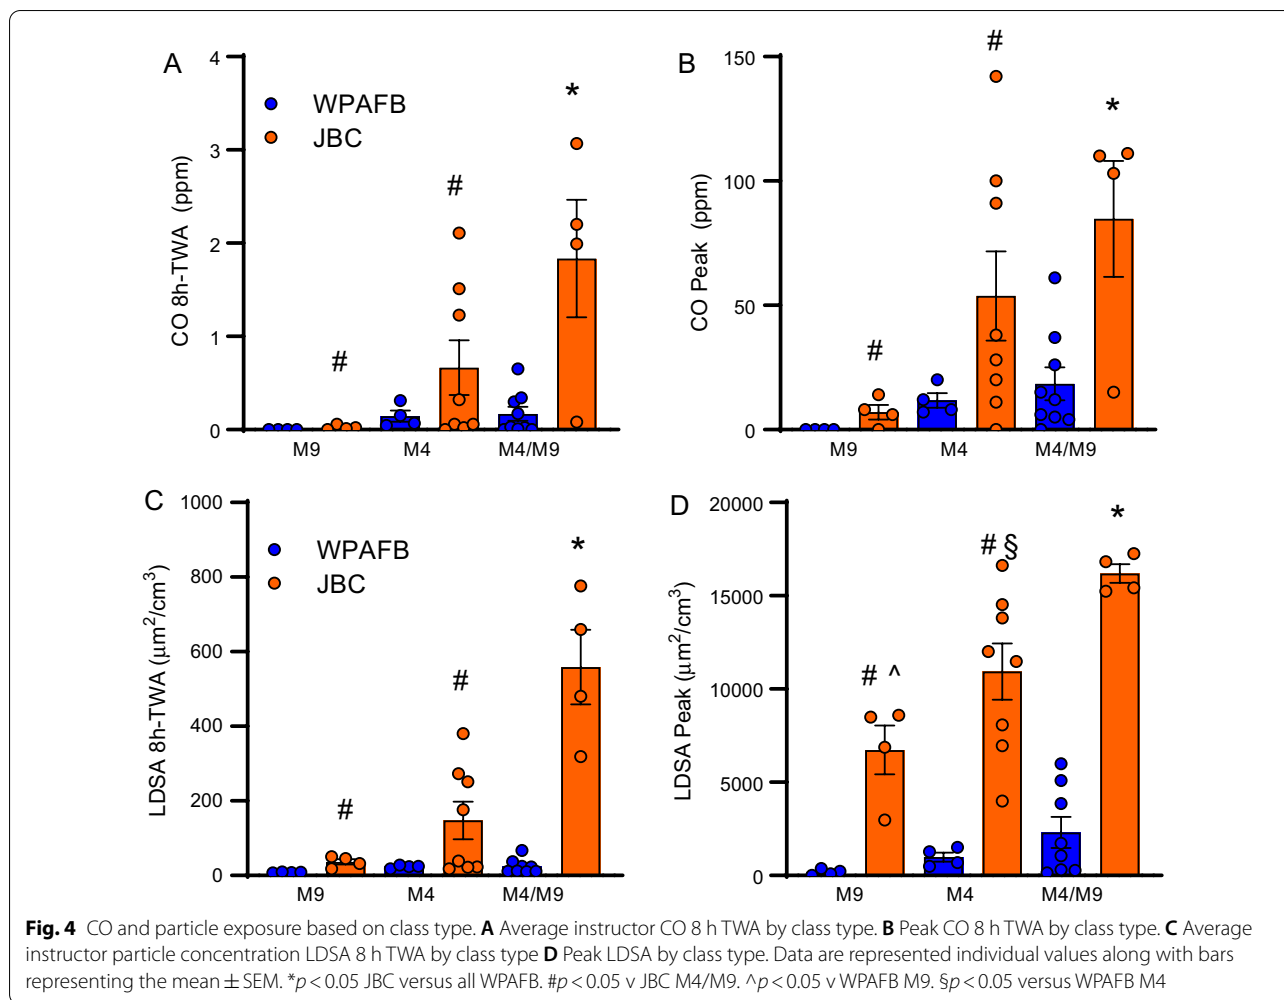 A
CO 8h-TWA (ppm)
4
3
2
1
0
WPAFB
JBC
#
#
*
M9 M4 M4/M9
B
CO Peak (ppm)
150
100
50
0
#
#
*
M9 M4 M4/M9
C
LDSA 8h-TWA (μm²/cm³)
1000
800
600
400
200
0
WPAFB
JBC
#
#
*
M9 M4 M4/M9
D
LDSA Peak (μm²/cm³)
20000
15000
10000
5000
0
# ^
# §
*
M9 M4 M4/M9
Fig. 4 CO and particle exposure based on class type. A Average instructor CO 8 h TWA by class type. B Peak CO 8 h TWA by class type. C Average
instructor particle concentration LDSA 8 h TWA by class type D Peak LDSA by class type. Data are represented individual values along with bars
representing the mean ± SEM. *p < 0.05 JBC versus all WPAFB. #p < 0.05 v JBC M4/M9. ^p < 0.05 v WPAFB M9. §p < 0.05 versus WPAFB M4